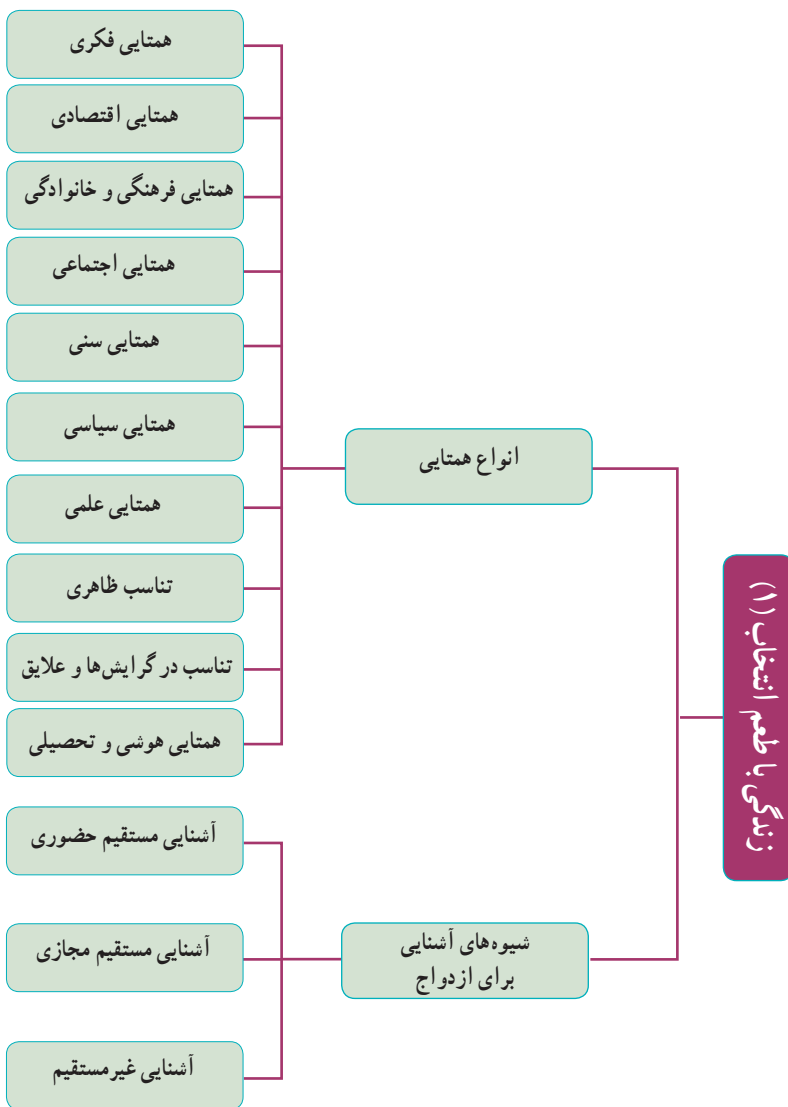 زندگی با طعم انتخاب (۱)
انواع همتایی
همتایی فکری
همتایی اقتصادی
همتایی فرهنگی و خانوادگی
همتایی اجتماعی
همتایی سنی
همتایی سیاسی
همتایی علمی
تناسب ظاهری
تناسب در گرایش‌ها و علایق
همتایی هوشی و تحصیلی
شیوه‌های آشنایی
برای ازدواج
آشنایی مستقیم حضوری
آشنایی مستقیم مجازی
آشنایی غیرمستقیم